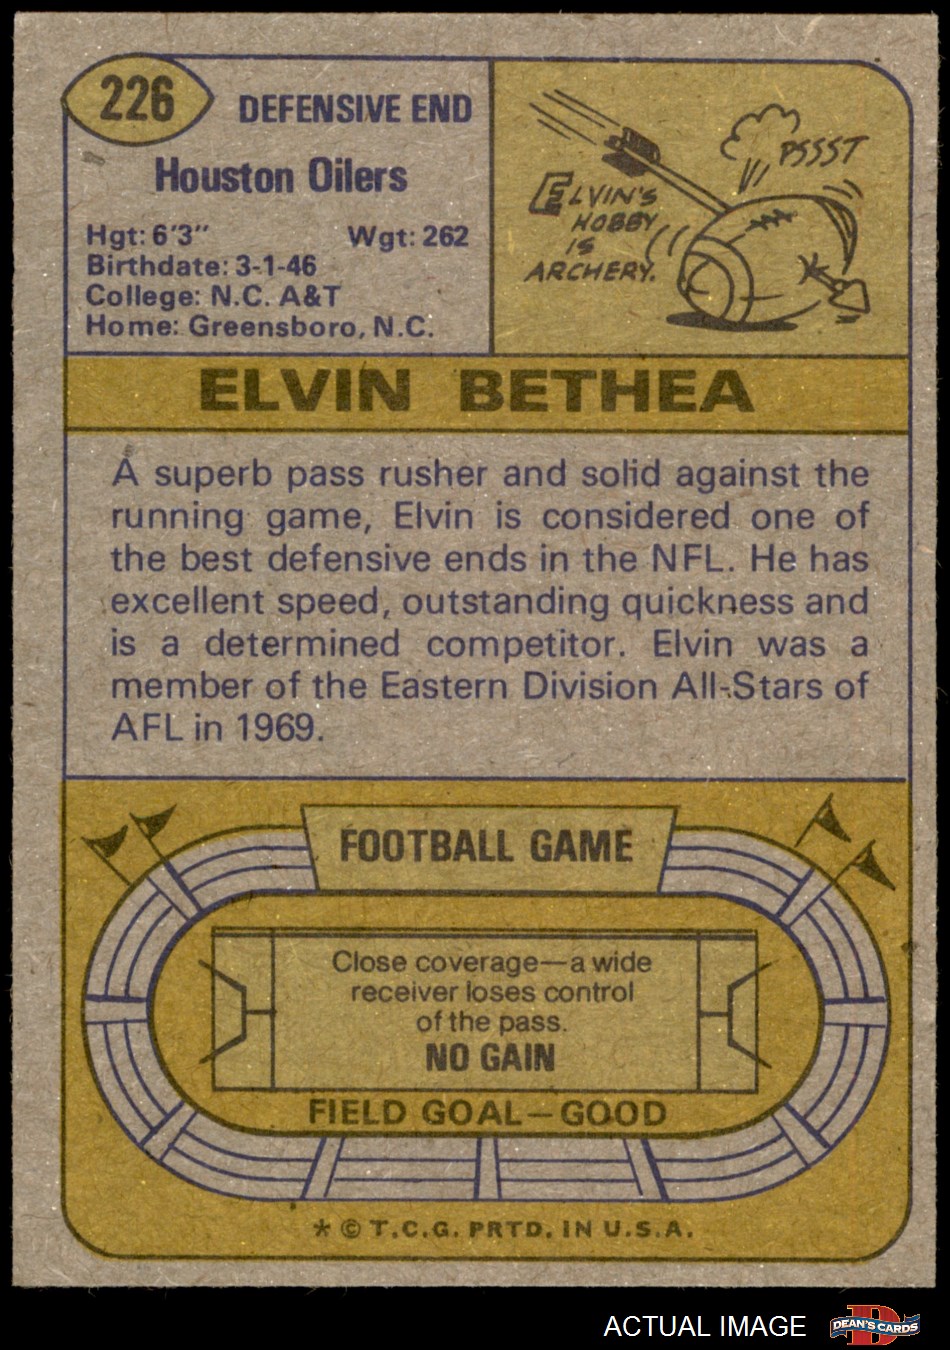 226
DEFENSIVE END
Houston Oilers
Hgt: 6'3" Wgt: 262
Birthdate: 3-1-46
College: N.C. A&T
Home: Greensboro, N.C.
ELVIN'S
HOBBY
IS
ARCHERY.
PSSST
ELVIN BETHEA
A superb pass rusher and solid against the
running game, Elvin is considered one of
the best defensive ends in the NFL. He has
excellent speed, outstanding quickness and
is a determined competitor. Elvin was a
member of the Eastern Division All-Stars of
AFL in 1969.
FOOTBALL GAME
Close coverage—a wide
receiver loses control
of the pass.
NO GAIN
FIELD GOAL—GOOD
* © T.C.G. PRTD. IN U.S.A.
ACTUAL IMAGE
D
DEAN'S CARDS